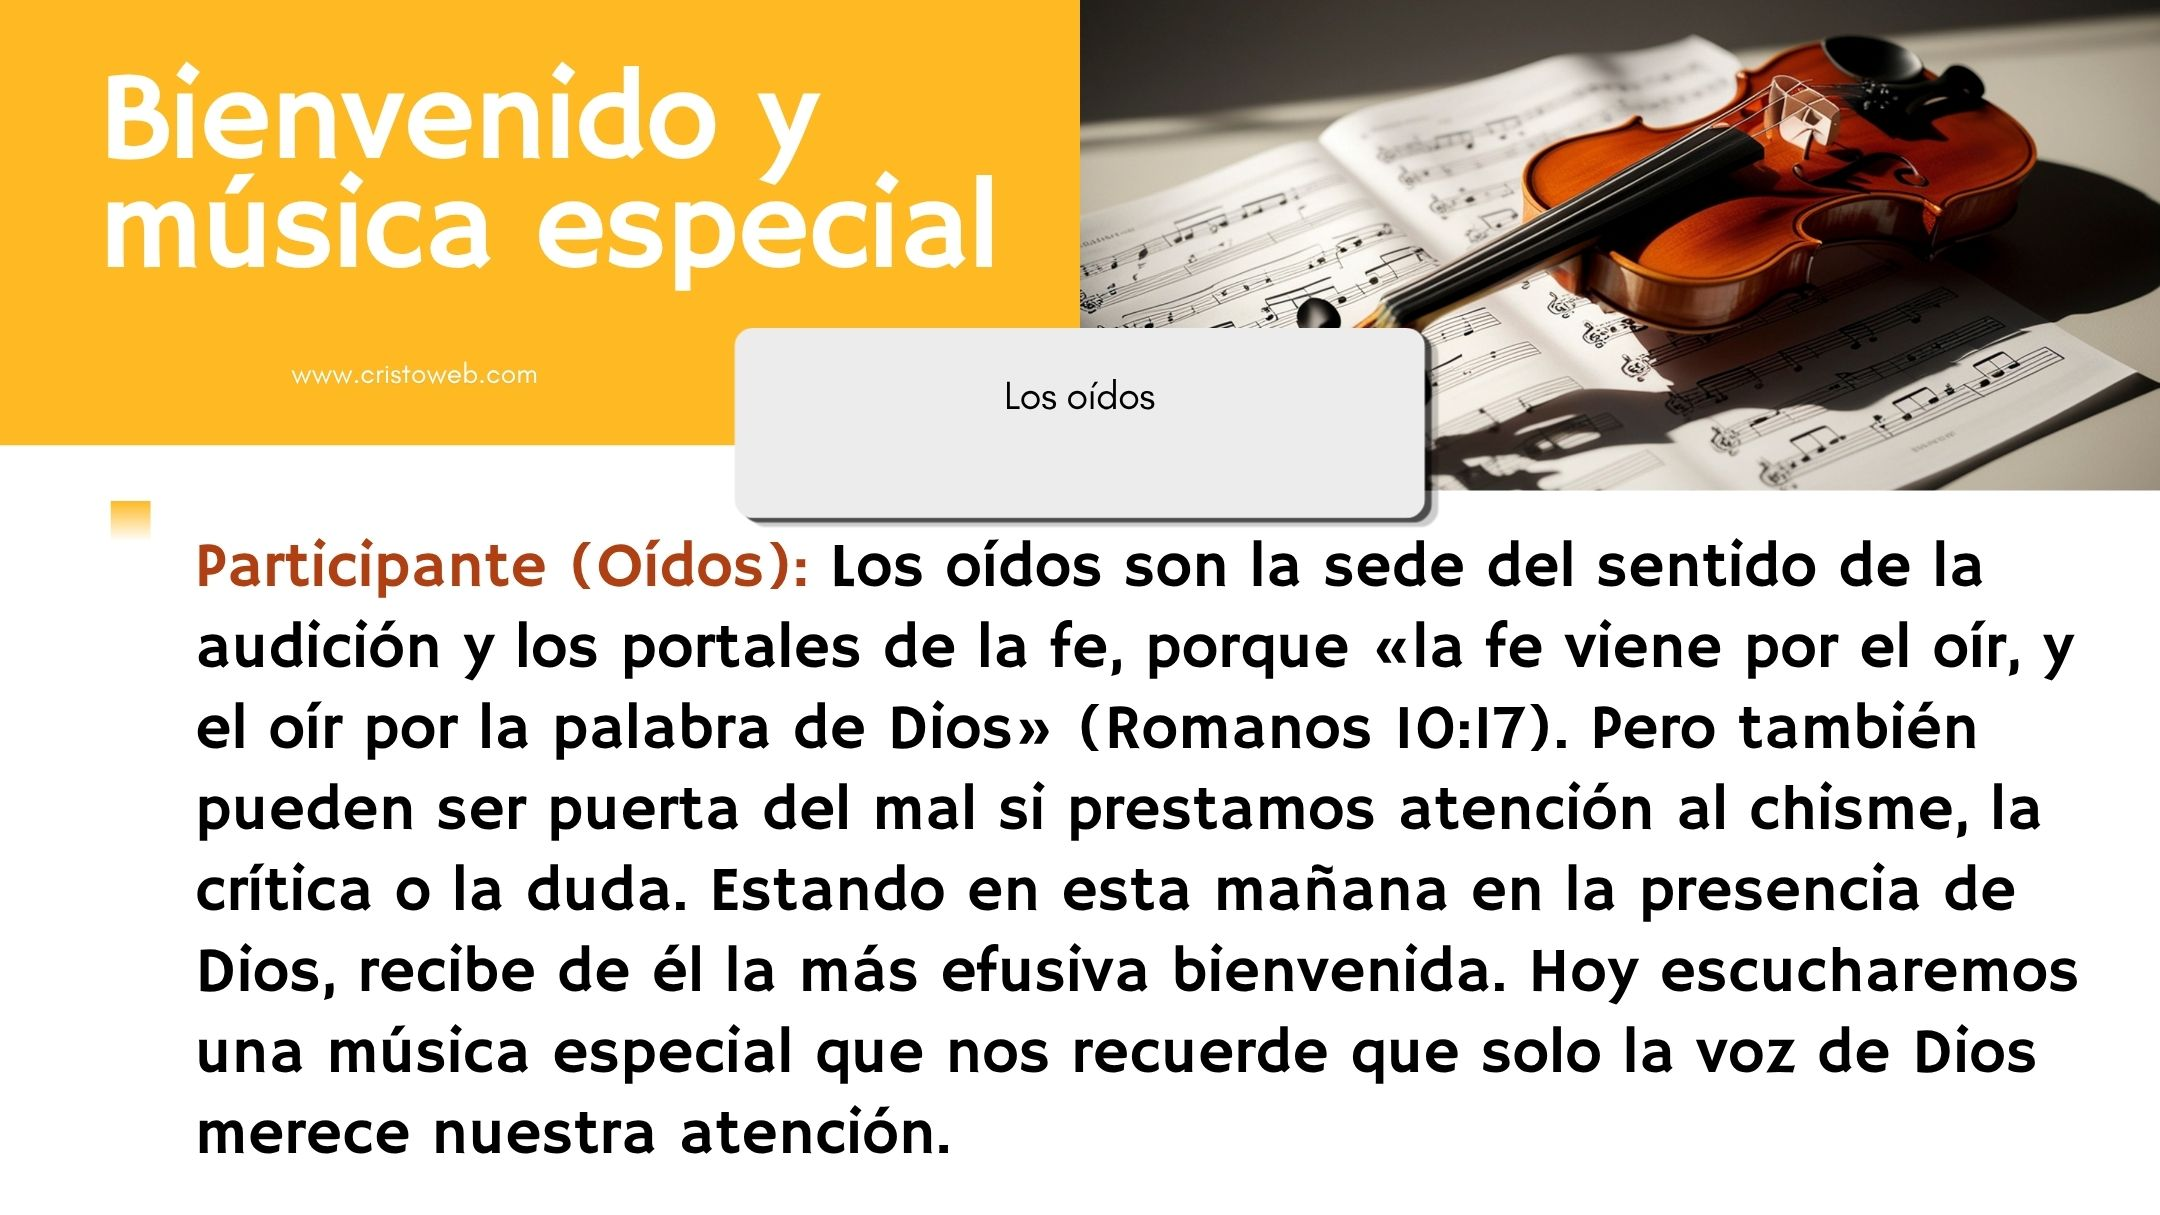 Bienvenido y
música especial
www.cristoweb.com
Los oídos
Participante (Oídos): Los oídos son la sede del sentido de la
audición y los portales de la fe, porque «la fe viene por el oír, y
el oír por la palabra de Dios» (Romanos 10:17). Pero también
pueden ser puerta del mal si prestamos atención al chisme, la
crítica o la duda. Estando en esta mañana en la presencia de
Dios, recibe de él la más efusiva bienvenida. Hoy escucharemos
una música especial que nos recuerde que solo la voz de Dios
merece nuestra atención.